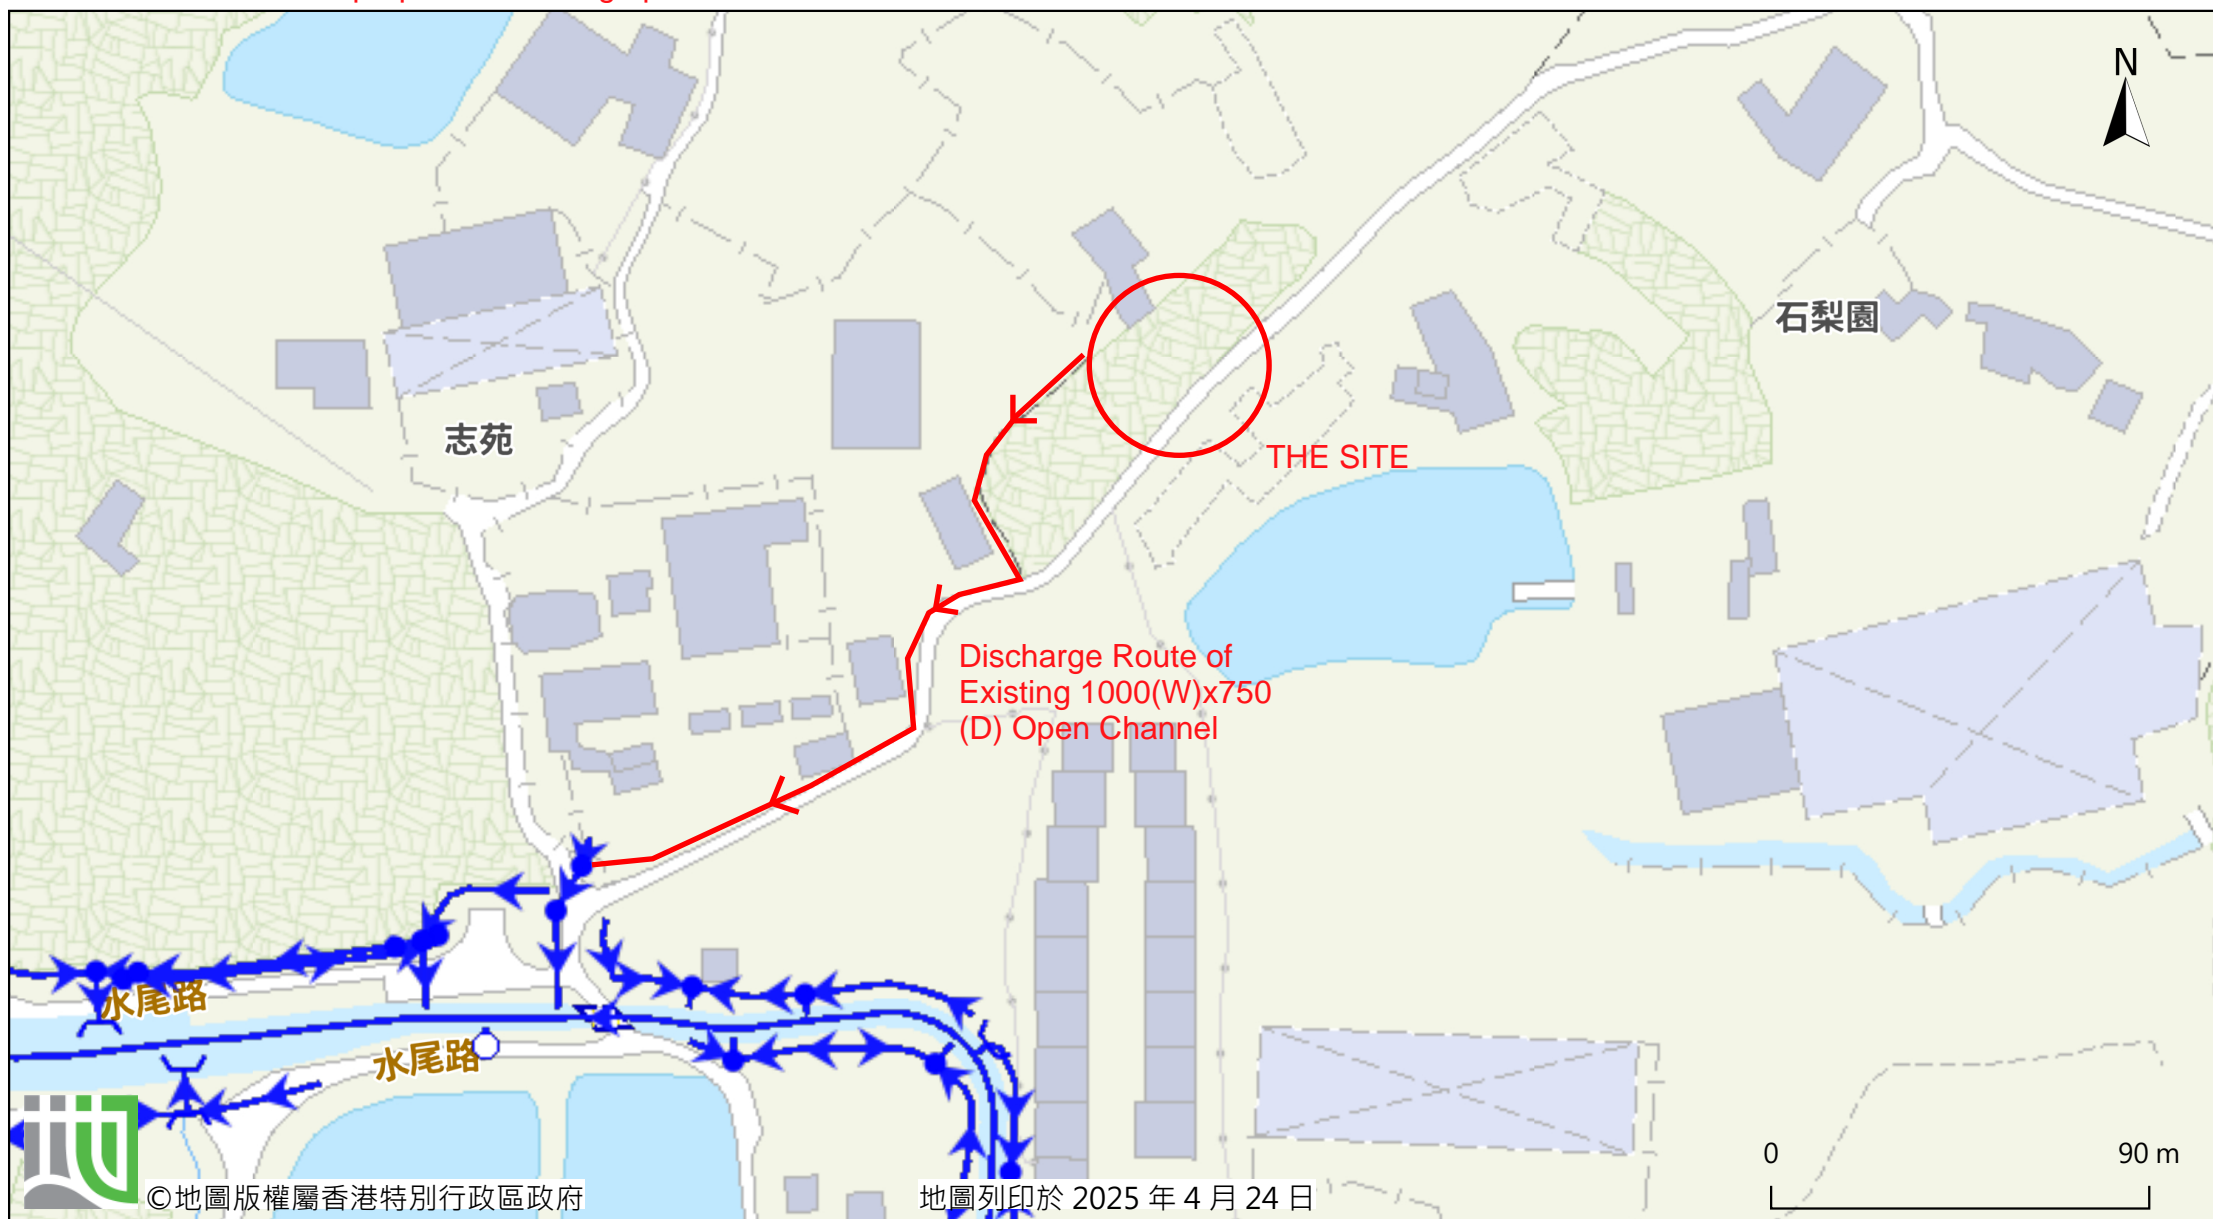 N
石梨園
志苑
THE SITE
Discharge Route of
Existing 1000(W)x750
(D) Open Channel
水尾路
水尾路
0 90 m
©地圖版權屬香港特別行政區政府
地圖列印於 2025 年 4 月 24 日